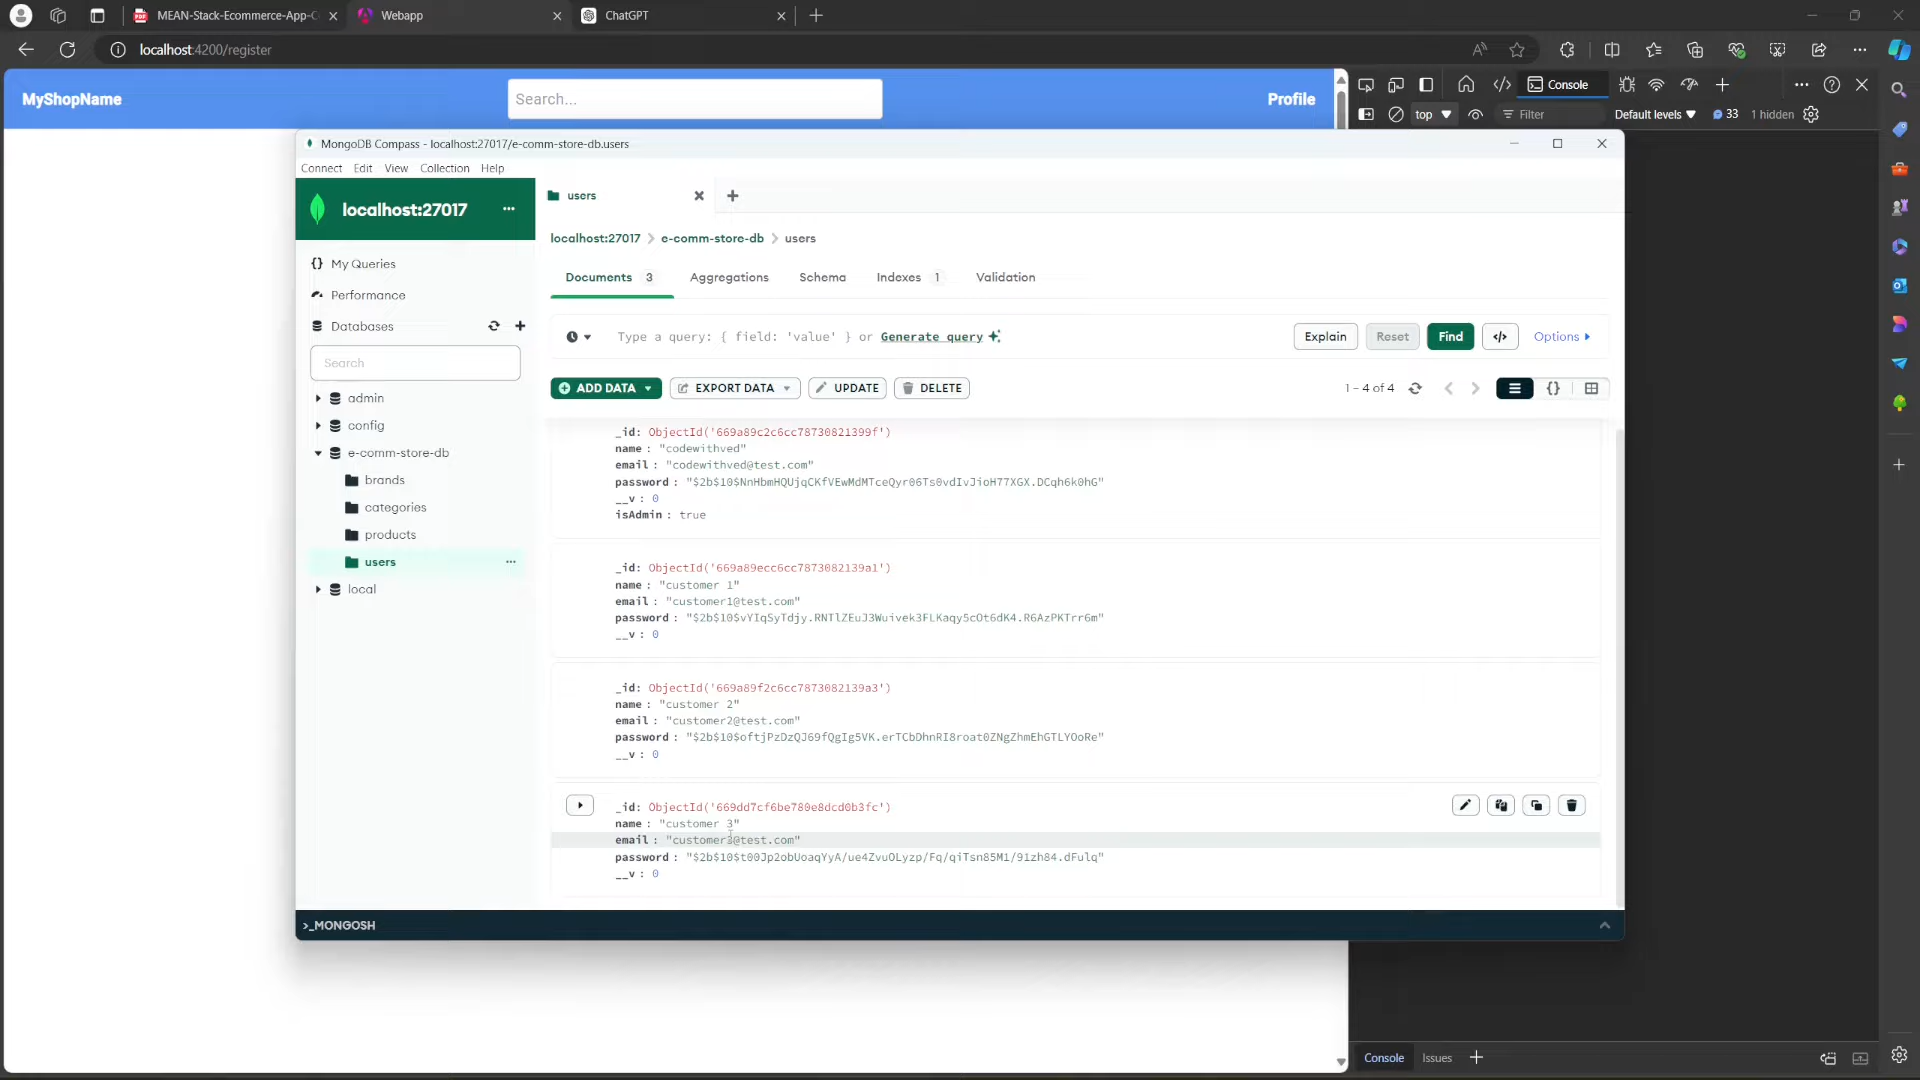 MEAN-Stack-Ecommerce-App-C
Webapp
ChatGPT
localhost:4200/register
MyShopName
Search...
Profile
Console
top
Filter
Default levels
33
1 hidden
MongoDB Compass - localhost:27017/e-comm-store-db.users
Connect Edit View Collection Help
localhost:27017
users
My Queries
Performance
Databases
Search
admin
config
e-comm-store-db
brands
categories
products
users
local
localhost:27017 > e-comm-store-db > users
Documents 3 Aggregations Schema Indexes 1 Validation
Type a query: { field: 'value' } or Generate query
Explain Reset Find </> Options
ADD DATA EXPORT DATA UPDATE DELETE
1 – 4 of 4
_id: ObjectId('669a89c2c6cc78730821399f')
name : "codewithved"
email : "codewithved@test.com"
password : "$2b$10$NnHbmHQUjqCKfVEwMdMTceQyr06Ts0vdIvJioH77XGX.DCqh6k0hG"
__v : 0
isAdmin : true
_id: ObjectId('669a89ecc6cc7873082139a1')
name : "customer 1"
email : "customer1@test.com"
password : "$2b$10$vYIqSyTdjy.RNTlZEuJ3Wuivek3FLKaqy5cOt6dK4.R6AzPKTrr6m"
__v : 0
_id: ObjectId('669a89f2c6cc7873082139a3')
name : "customer 2"
email : "customer2@test.com"
password : "$2b$10$oftjPzDzQJ69fQgIg5VK.erTCbDhnRI8roat0ZNgZhmEhGTLYOoRe"
__v : 0
_id: ObjectId('669dd7cf6be780e8dcd0b3fc')
name : "customer 3"
email : "customer3@test.com"
password : "$2b$10$t00Jp2obUoaqYyA/ue4ZvuOLyzp/Fq/qiTsn85M1/91zh84.dFulq"
__v : 0
>_MONGOSH
Console Issues